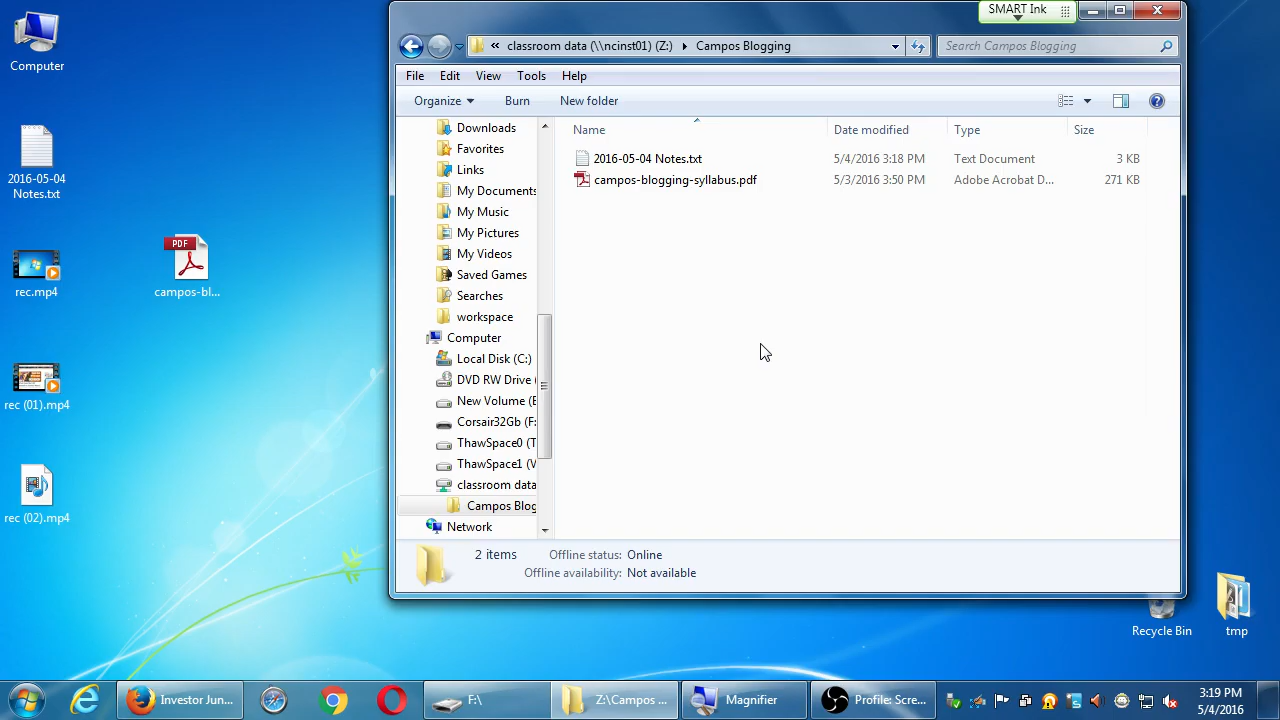 SMART Ink
Computer
2016-05-04
Notes.txt
rec.mp4
rec (01).mp4
rec (02).mp4
PDF
campos-bl...
« classroom data (\\ncinst01) (Z:) Campos Blogging
Search Campos Blogging
File Edit View Tools Help
Organize Burn New folder
Downloads
Favorites
Links
My Documents
My Music
My Pictures
My Videos
Saved Games
Searches
workspace
Computer
Local Disk (C:)
DVD RW Drive (
New Volume (E
Corsair32Gb (F:
ThawSpace0 (T
ThawSpace1 (V
classroom data
Campos Blog
Network
Name Date modified Type Size
2016-05-04 Notes.txt 5/4/2016 3:18 PM Text Document 3 KB
campos-blogging-syllabus.pdf 5/3/2016 3:50 PM Adobe Acrobat D... 271 KB
2 items Offline status: Online
Offline availability: Not available
Recycle Bin
tmp
Investor Jun...
F:\
Z:\Campos ...
Magnifier
Profile: Scre...
3:19 PM
5/4/2016